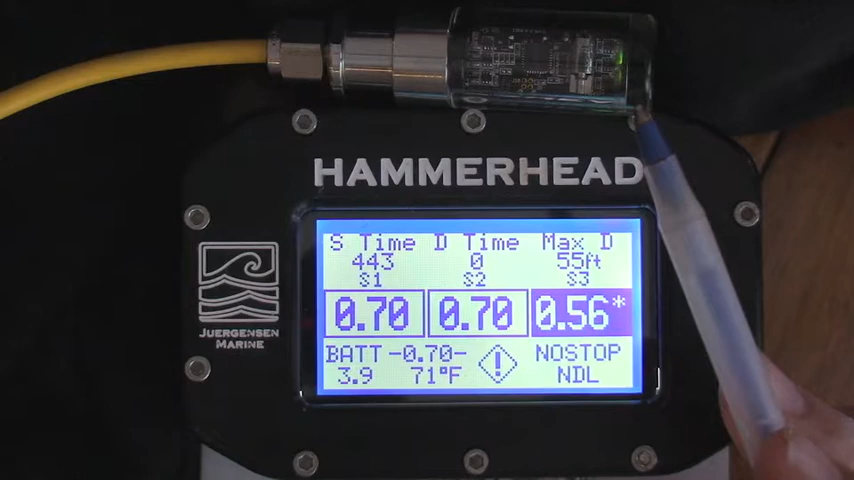 HAMMERHEAD
S Time D Time Max D
443 0 55ft
S1 S2 S3
0.70 0.70 0.56*
BATT -0.70- NOSTOP
3.9 71°F ! NDL
JUERGENSEN
MARINE